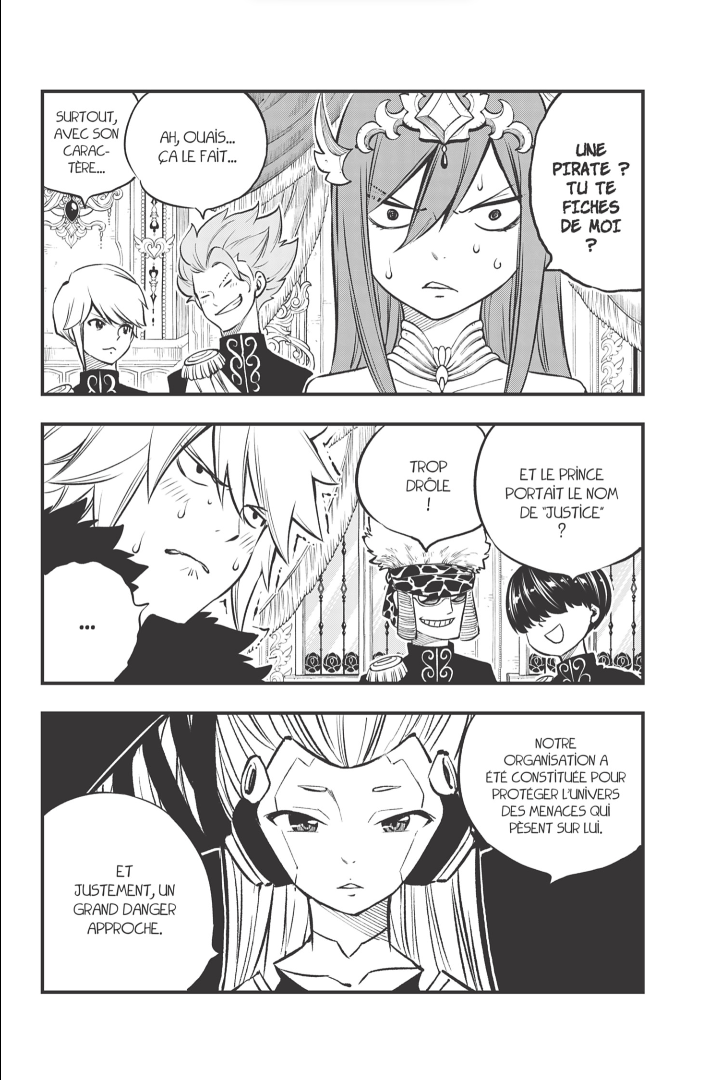 UNE
PIRATE ?
TU TE
FICHES
DE MOI
?
AH, OUAIS...
ÇA LE FAIT...
SURTOUT,
AVEC SON
CARAC-
TÈRE...
ET LE PRINCE
PORTAIT LE NOM
DE "JUSTICE"
?
TROP
DRÔLE
!
...
NOTRE
ORGANISATION A
ÉTÉ CONSTITUÉE POUR
PROTÉGER L'UNIVERS
DES MENACES QUI
PÈSENT SUR LUI.
ET
JUSTEMENT, UN
GRAND DANGER
APPROCHE.